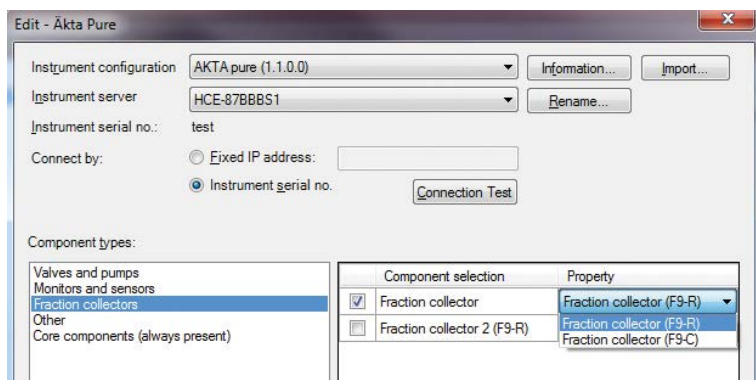 Edit - Äkta Pure
x
Instrument configuration AKTA pure (1.1.0.0) Information... Import...
Instrument server HCE-87BBBS1 Rename...
Instrument serial no.: test
Connect by: Fixed IP address:
Instrument serial no. Connection Test
Component types:
Valves and pumps
Monitors and sensors
Fraction collectors
Other
Core components (always present)
Component selection Property
Fraction collector Fraction collector (F9-R)
Fraction collector 2 (F9-R) Fraction collector (F9-R)
Fraction collector (F9-C)